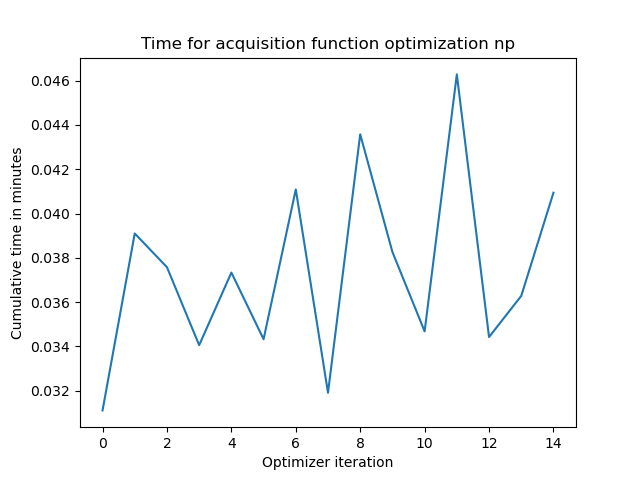 Time for acquisition function optimization np
Cumulative time in minutes
0.046
0.044
0.042
0.040
0.038
0.036
0.034
0.032
0 2 4 6 8 10 12 14
Optimizer iteration